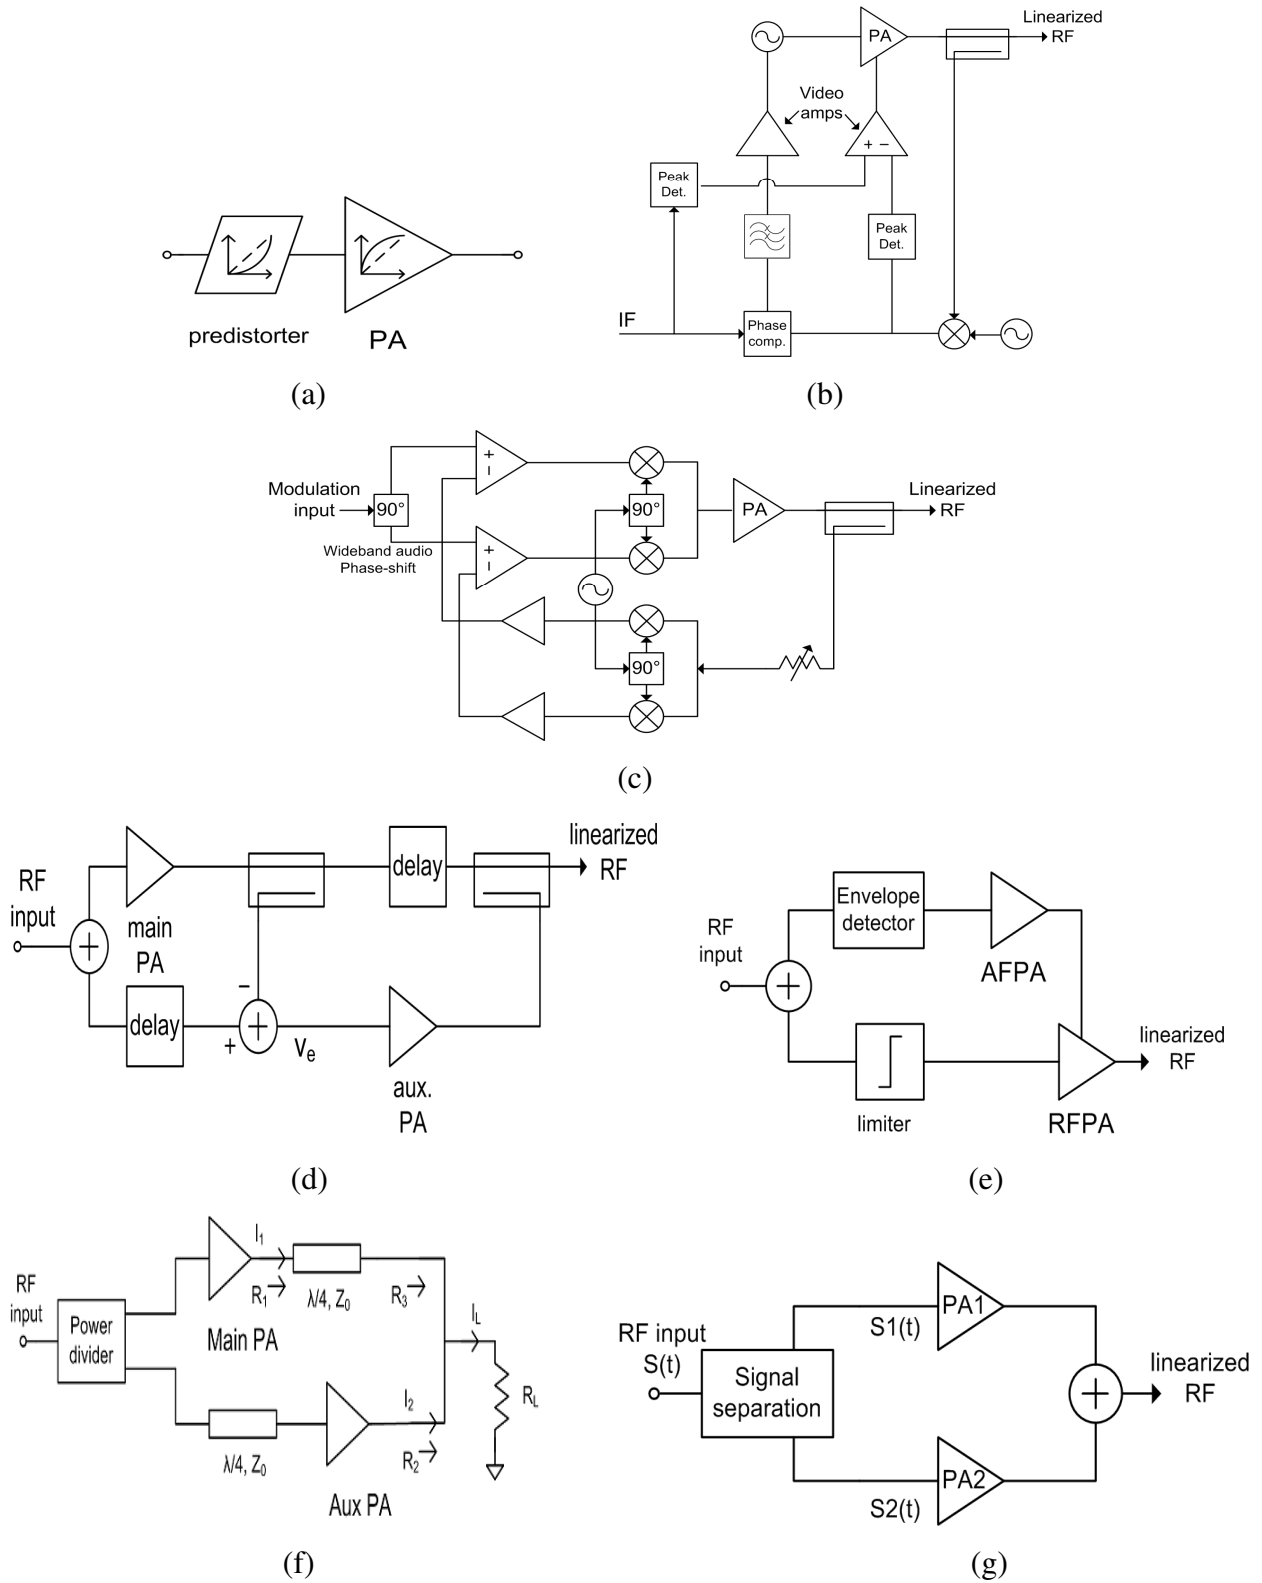 predistorter
PA
(a)
Linearized
RF
PA
Video
amps
+ −
Peak
Det.
Peak
Det.
IF
Phase
comp.
(b)
Modulation
input
90°
Wideband audio
Phase-shift
+
−
+
−
90°
90°
PA
Linearized
RF
(c)
RF
input
main
PA
delay
linearized
RF
delay
−
+
+
+
Ve
aux.
PA
(d)
RF
input
+
Envelope
detector
AFPA
limiter
RFPA
linearized
RF
(e)
RF
input
Power
divider
Main PA
I1
R1
λ/4, Z0
R3
IL
RL
λ/4, Z0
I2
R2
Aux PA
(f)
RF input
S(t)
Signal
separation
S1(t)
PA1
S2(t)
PA2
+
linearized
RF
(g)